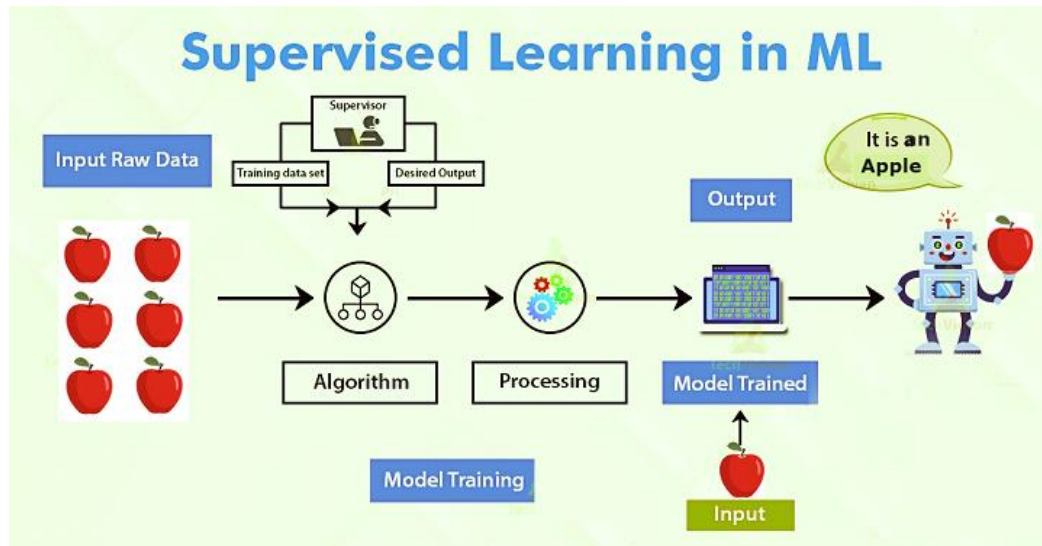 Supervised Learning in ML
Supervisor
Input Raw Data
Training data set
Desired Output
It is an
Apple
Output
Algorithm
Processing
Model Trained
Model Training
Input